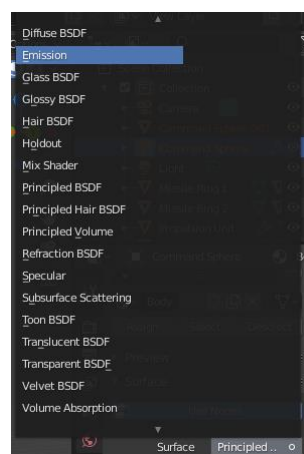 Diffuse BSDF
Emission
Glass BSDF
Glossy BSDF
Hair BSDF
Holdout
Mix Shader
Principled BSDF
Principled Hair BSDF
Principled Volume
Refraction BSDF
Specular
Subsurface Scattering
Toon BSDF
Translucent BSDF
Transparent BSDF
Velvet BSDF
Volume Absorption
Surface Principled ..